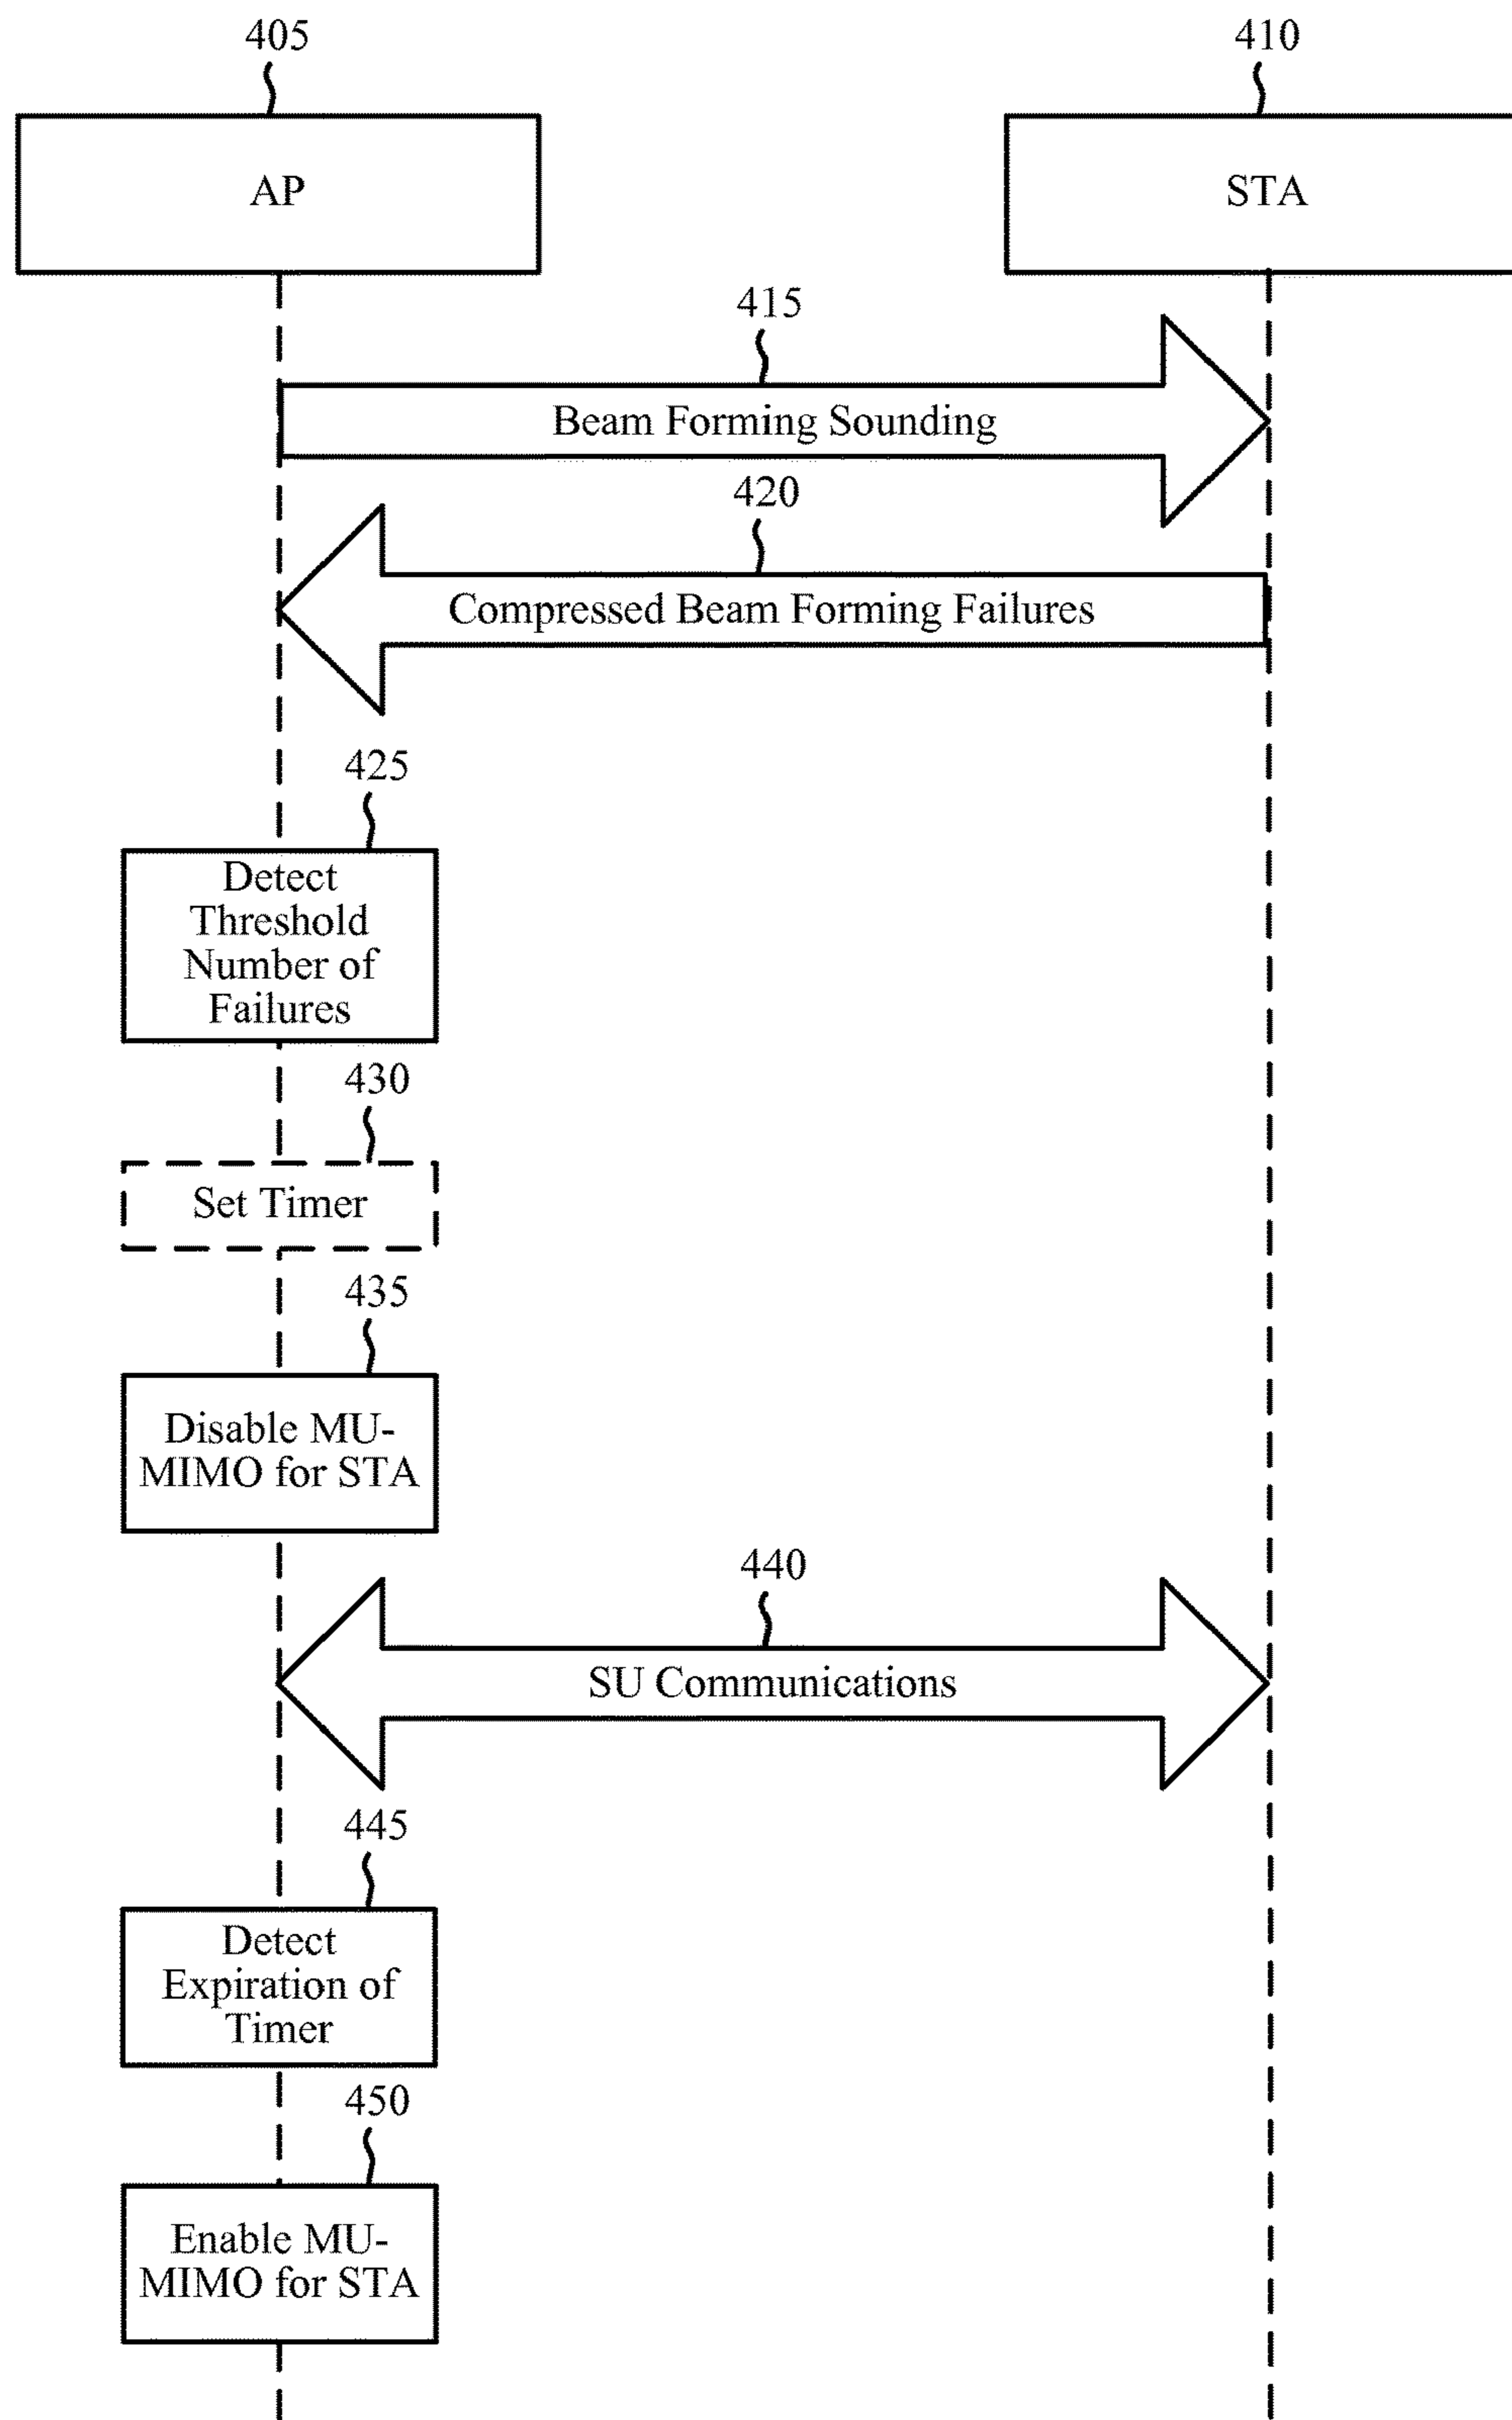 405
410
AP
STA
415
Beam Forming Sounding
420
Compressed Beam Forming Failures
425
Detect
Threshold
Number of
Failures
430
Set Timer
435
Disable MU-
MIMO for STA
440
SU Communications
445
Detect
Expiration of
Timer
450
Enable MU-
MIMO for STA